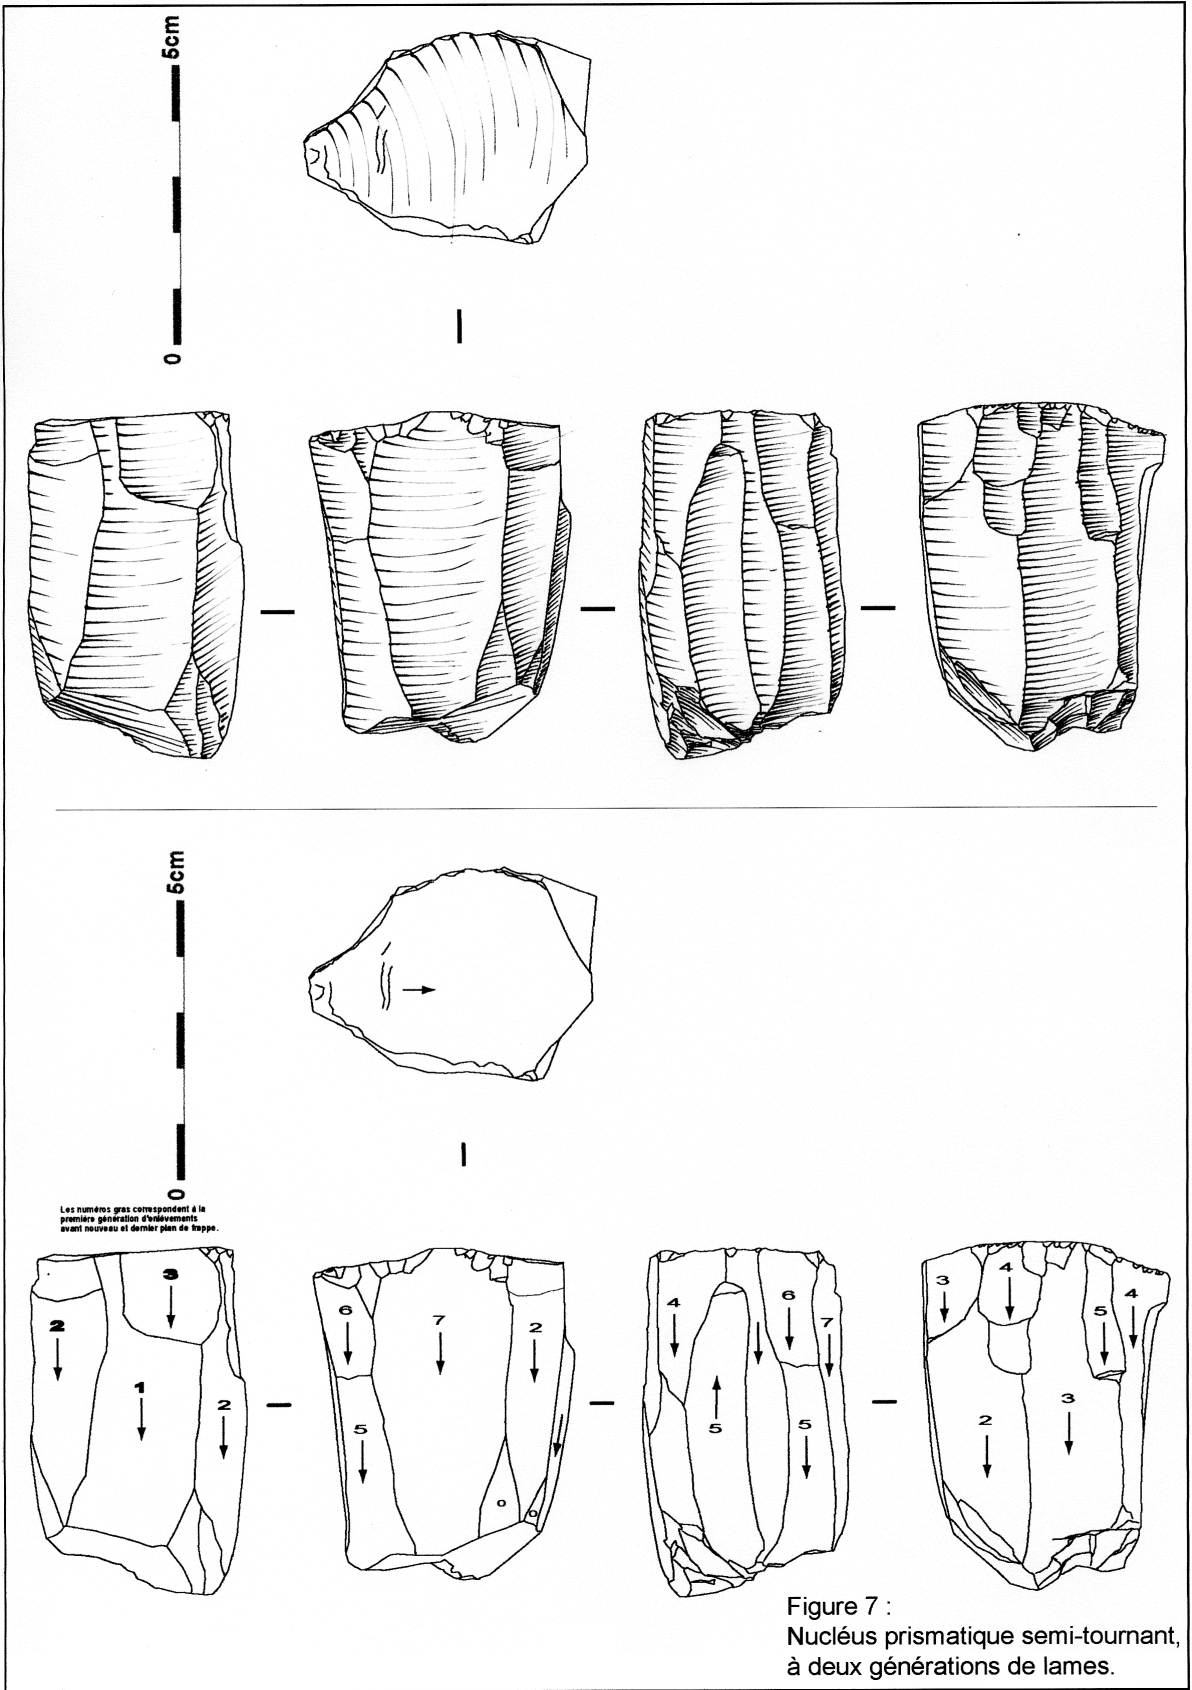 5cm
0
5cm
0
Les numéros gras correspondent à la
première génération d'enlèvements
avant nouveau et dernier plan de frappe.
3
2
1
2
6
7
2
5
0
0
4
6
7
5
5
3
4
5
4
2
3
Figure 7 :
Nucléus prismatique semi-tournant,
à deux générations de lames.